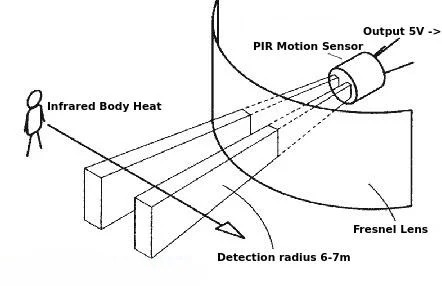 Output 5V ->
PIR Motion Sensor
Infrared Body Heat
Fresnel Lens
Detection radius 6-7m